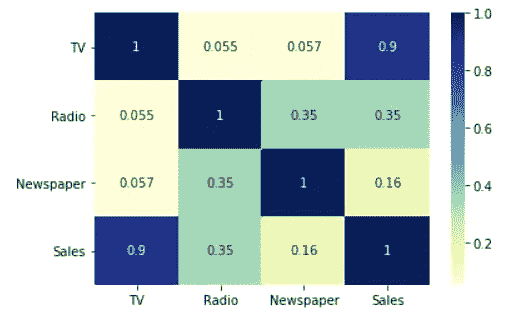 TV 1 0.055 0.057 0.9
Radio 0.055 1 0.35 0.35
Newspaper 0.057 0.35 1 0.16
Sales 0.9 0.35 0.16 1
TV Radio Newspaper Sales
1.0
0.8
0.6
0.4
0.2